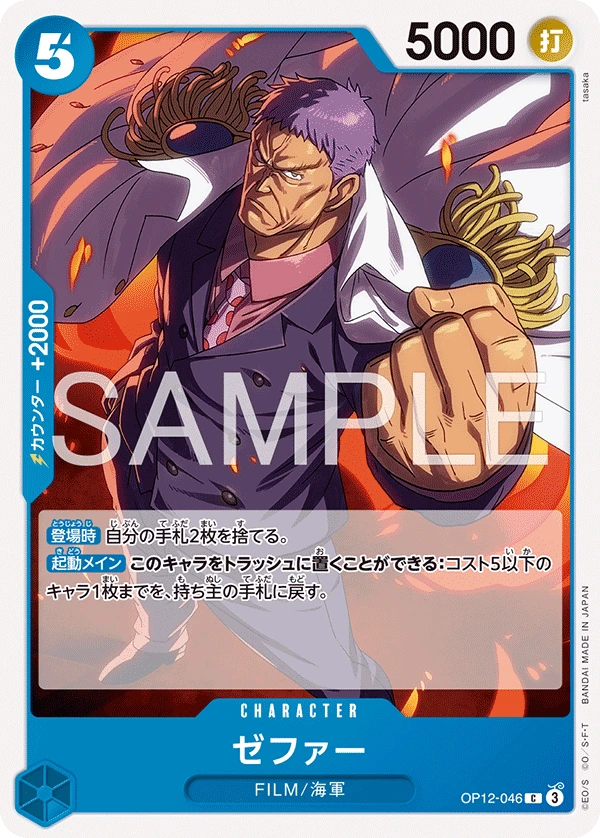 5
5000
打
tasaka
カウンター +2000
SAMPLE
登場時 自分の手札2枚を捨てる。
起動メイン このキャラをトラッシュに置くことができる:コスト5以下の
キャラ1枚までを、持ち主の手札に戻す。
CHARACTER
ゼファー
FILM/海軍
OP12-046 C 3
©E.O/S ©O/S・F・T BANDAI MADE IN JAPAN